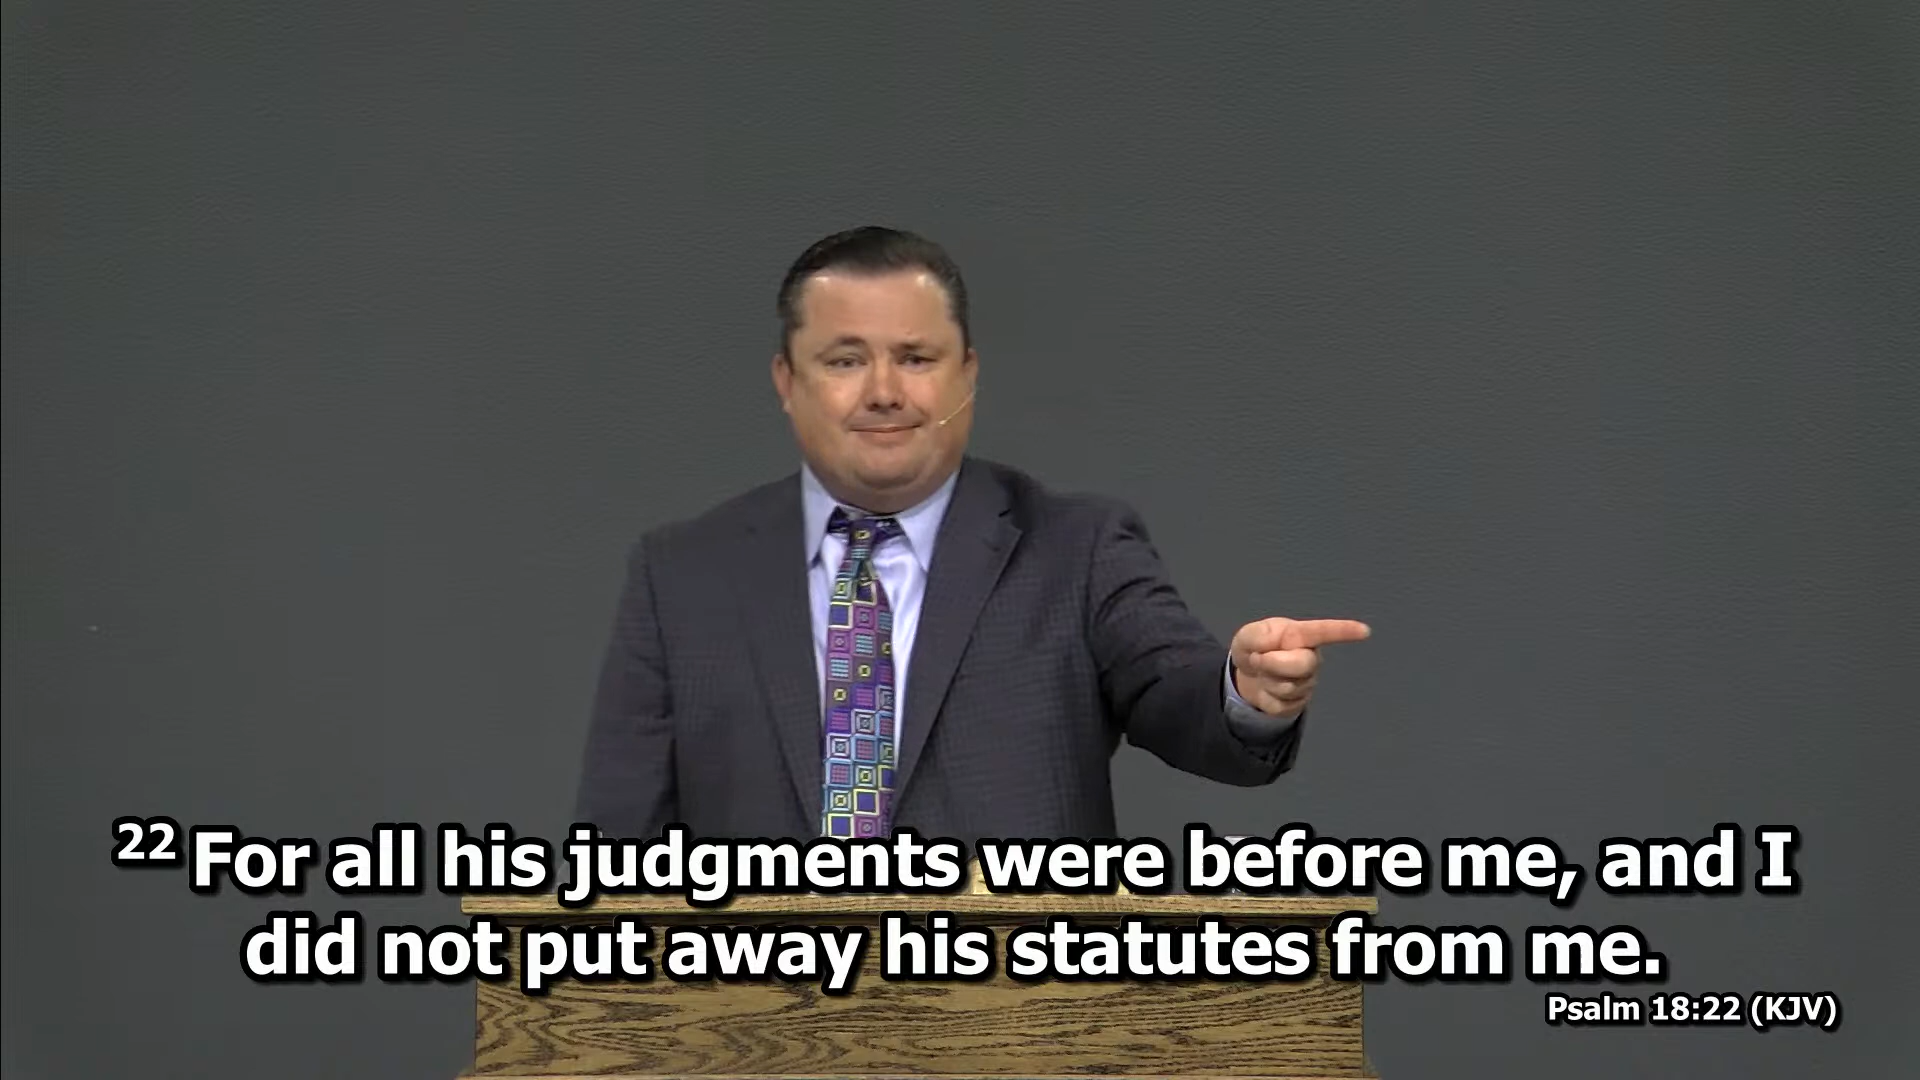 22 For all his judgments were before me, and I
did not put away his statutes from me.
Psalm 18:22 (KJV)